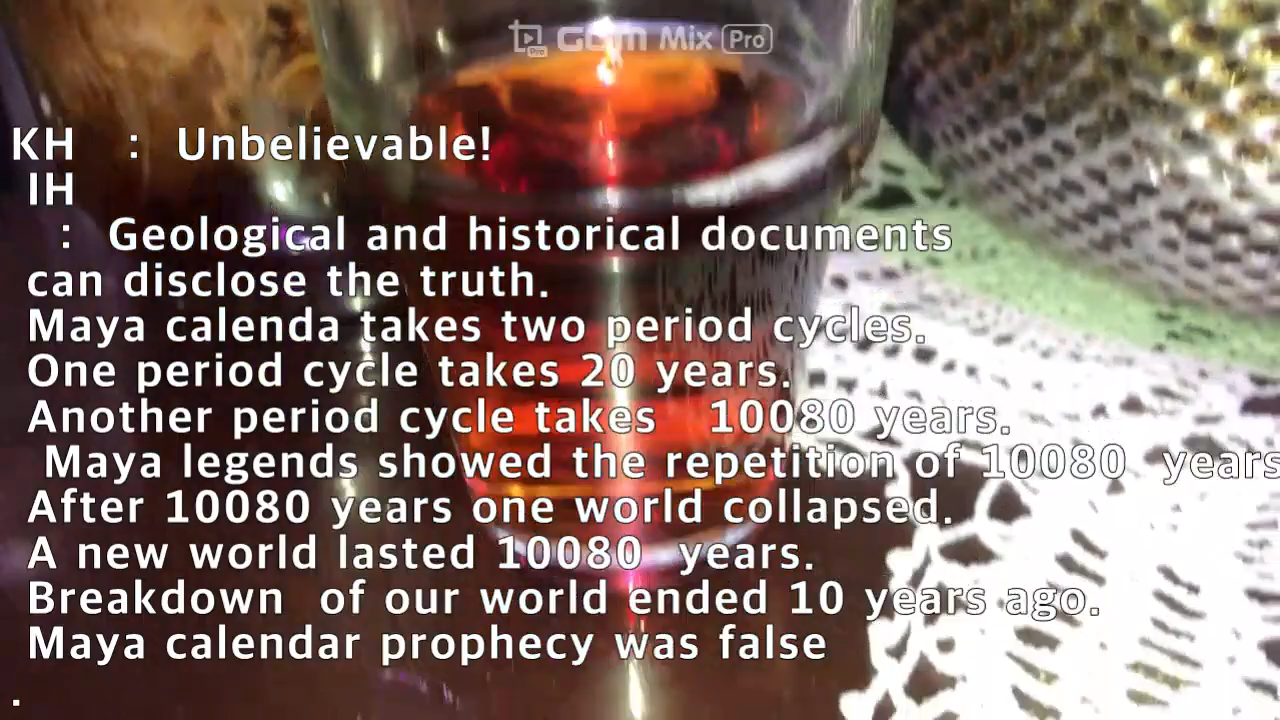 GOM Mix Pro
KH : Unbelievable!
IH
: Geological and historical documents
can disclose the truth.
Maya calenda takes two period cycles.
One period cycle takes 20 years.
Another period cycle takes 10080 years.
Maya legends showed the repetition of 10080 years
After 10080 years one world collapsed.
A new world lasted 10080 years.
Breakdown of our world ended 10 years ago.
Maya calendar prophecy was false
.